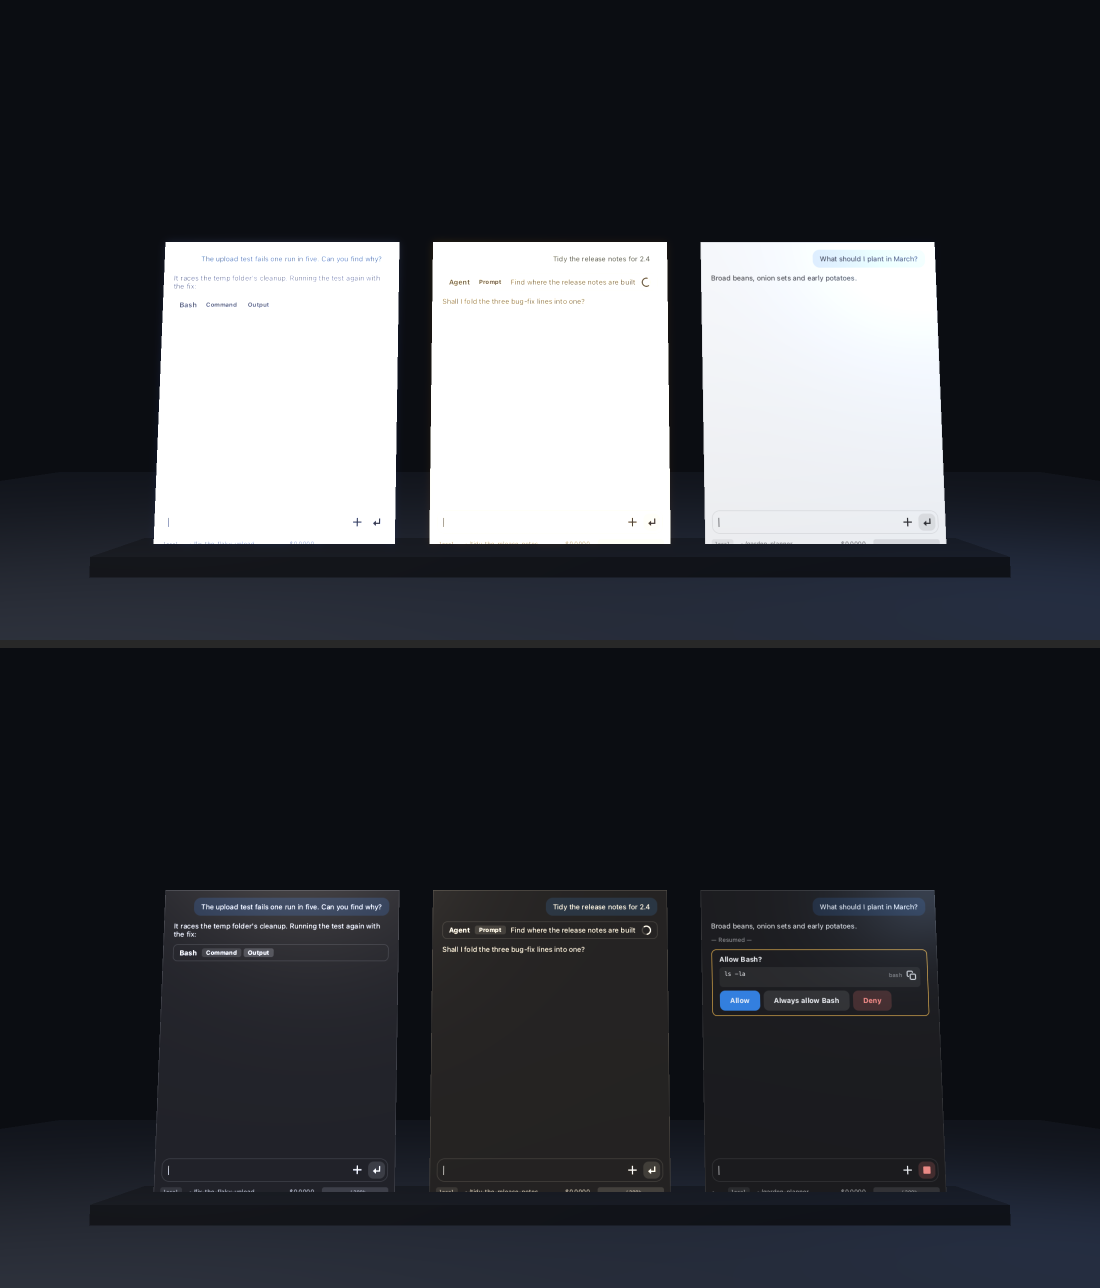 The upload test fails one run in five. Can you find why?
It races the temp folder's cleanup. Running the test again with
the fix:
Bash Command Output
Tidy the release notes for 2.4
Agent Prompt Find where the release notes are built
Shall I fold the three bug-fix lines into one?
What should I plant in March?
Broad beans, onion sets and early potatoes.
The upload test fails one run in five. Can you find why?
It races the temp folder's cleanup. Running the test again with
the fix:
Bash Command Output
Tidy the release notes for 2.4
Agent Prompt Find where the release notes are built
Shall I fold the three bug-fix lines into one?
What should I plant in March?
Broad beans, onion sets and early potatoes.
— Resumed —
Allow Bash?
ls -la bash
Allow Always allow Bash Deny